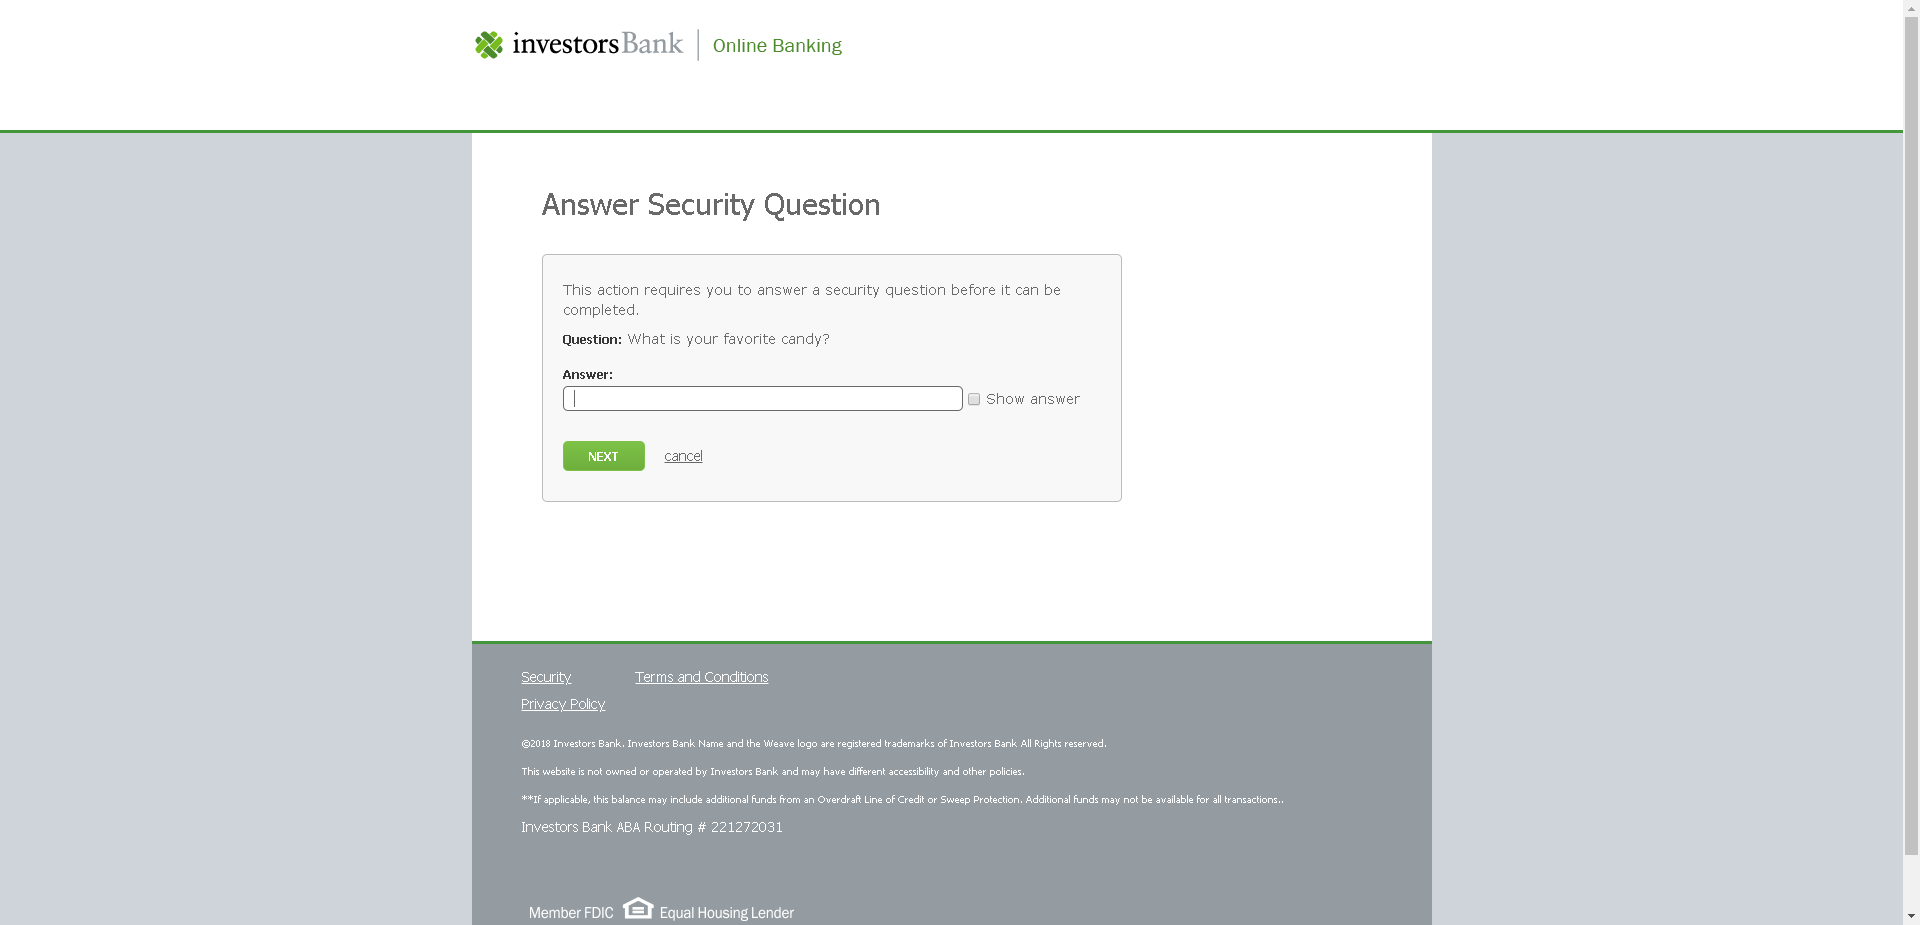 investorsBank Online Banking
Answer Security Question
This action requires you to answer a security question before it can be
completed.
Question: What is your favorite candy?
Answer:
Show answer
NEXT cancel
Security Terms and Conditions
Privacy Policy
©2018 Investors Bank. Investors Bank Name and the Weave logo are registered trademarks of Investors Bank All Rights reserved.
This website is not owned or operated by Investors Bank and may have different accessibility and other policies.
**If applicable, this balance may include additional funds from an Overdraft Line of Credit or Sweep Protection. Additional funds may not be available for all transactions..
Investors Bank ABA Routing # 221272031
Member FDIC Equal Housing Lender